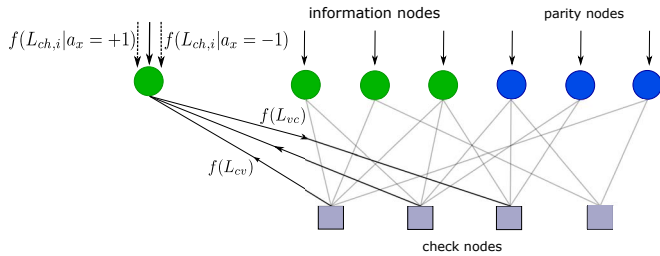 information nodes
parity nodes
f(L_{ch,i}|a_x = +1)
f(L_{ch,i}|a_x = −1)
f(L_{vc})
f(L_{cv})
check nodes